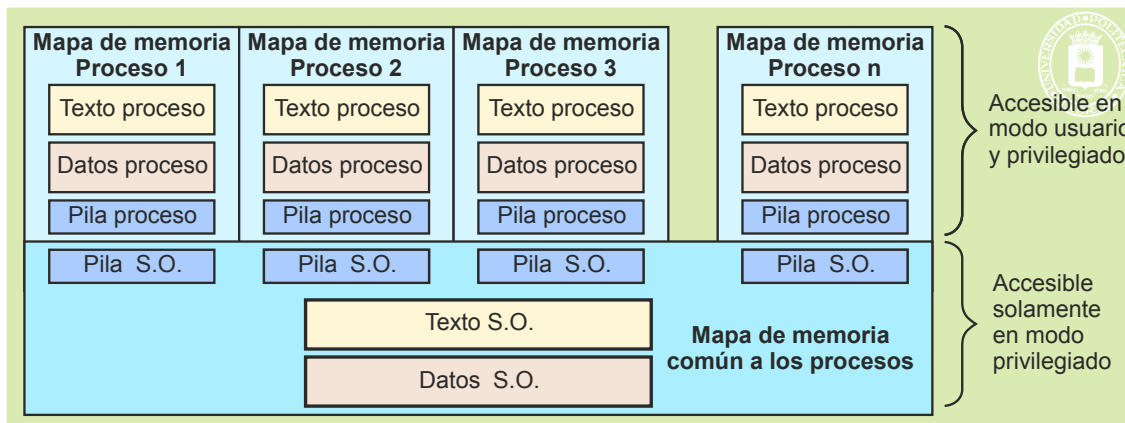 Mapa de memoria
Proceso 1
Texto proceso
Datos proceso
Pila proceso
Mapa de memoria
Proceso 2
Texto proceso
Datos proceso
Pila proceso
Mapa de memoria
Proceso 3
Texto proceso
Datos proceso
Pila proceso
Mapa de memoria
Proceso n
Texto proceso
Datos proceso
Pila proceso
Accesible en
modo usuario
y privilegiado
Pila S.O.
Pila S.O.
Pila S.O.
Pila S.O.
Texto S.O.
Datos S.O.
Mapa de memoria
común a los procesos
Accesible
solamente
en modo
privilegiado